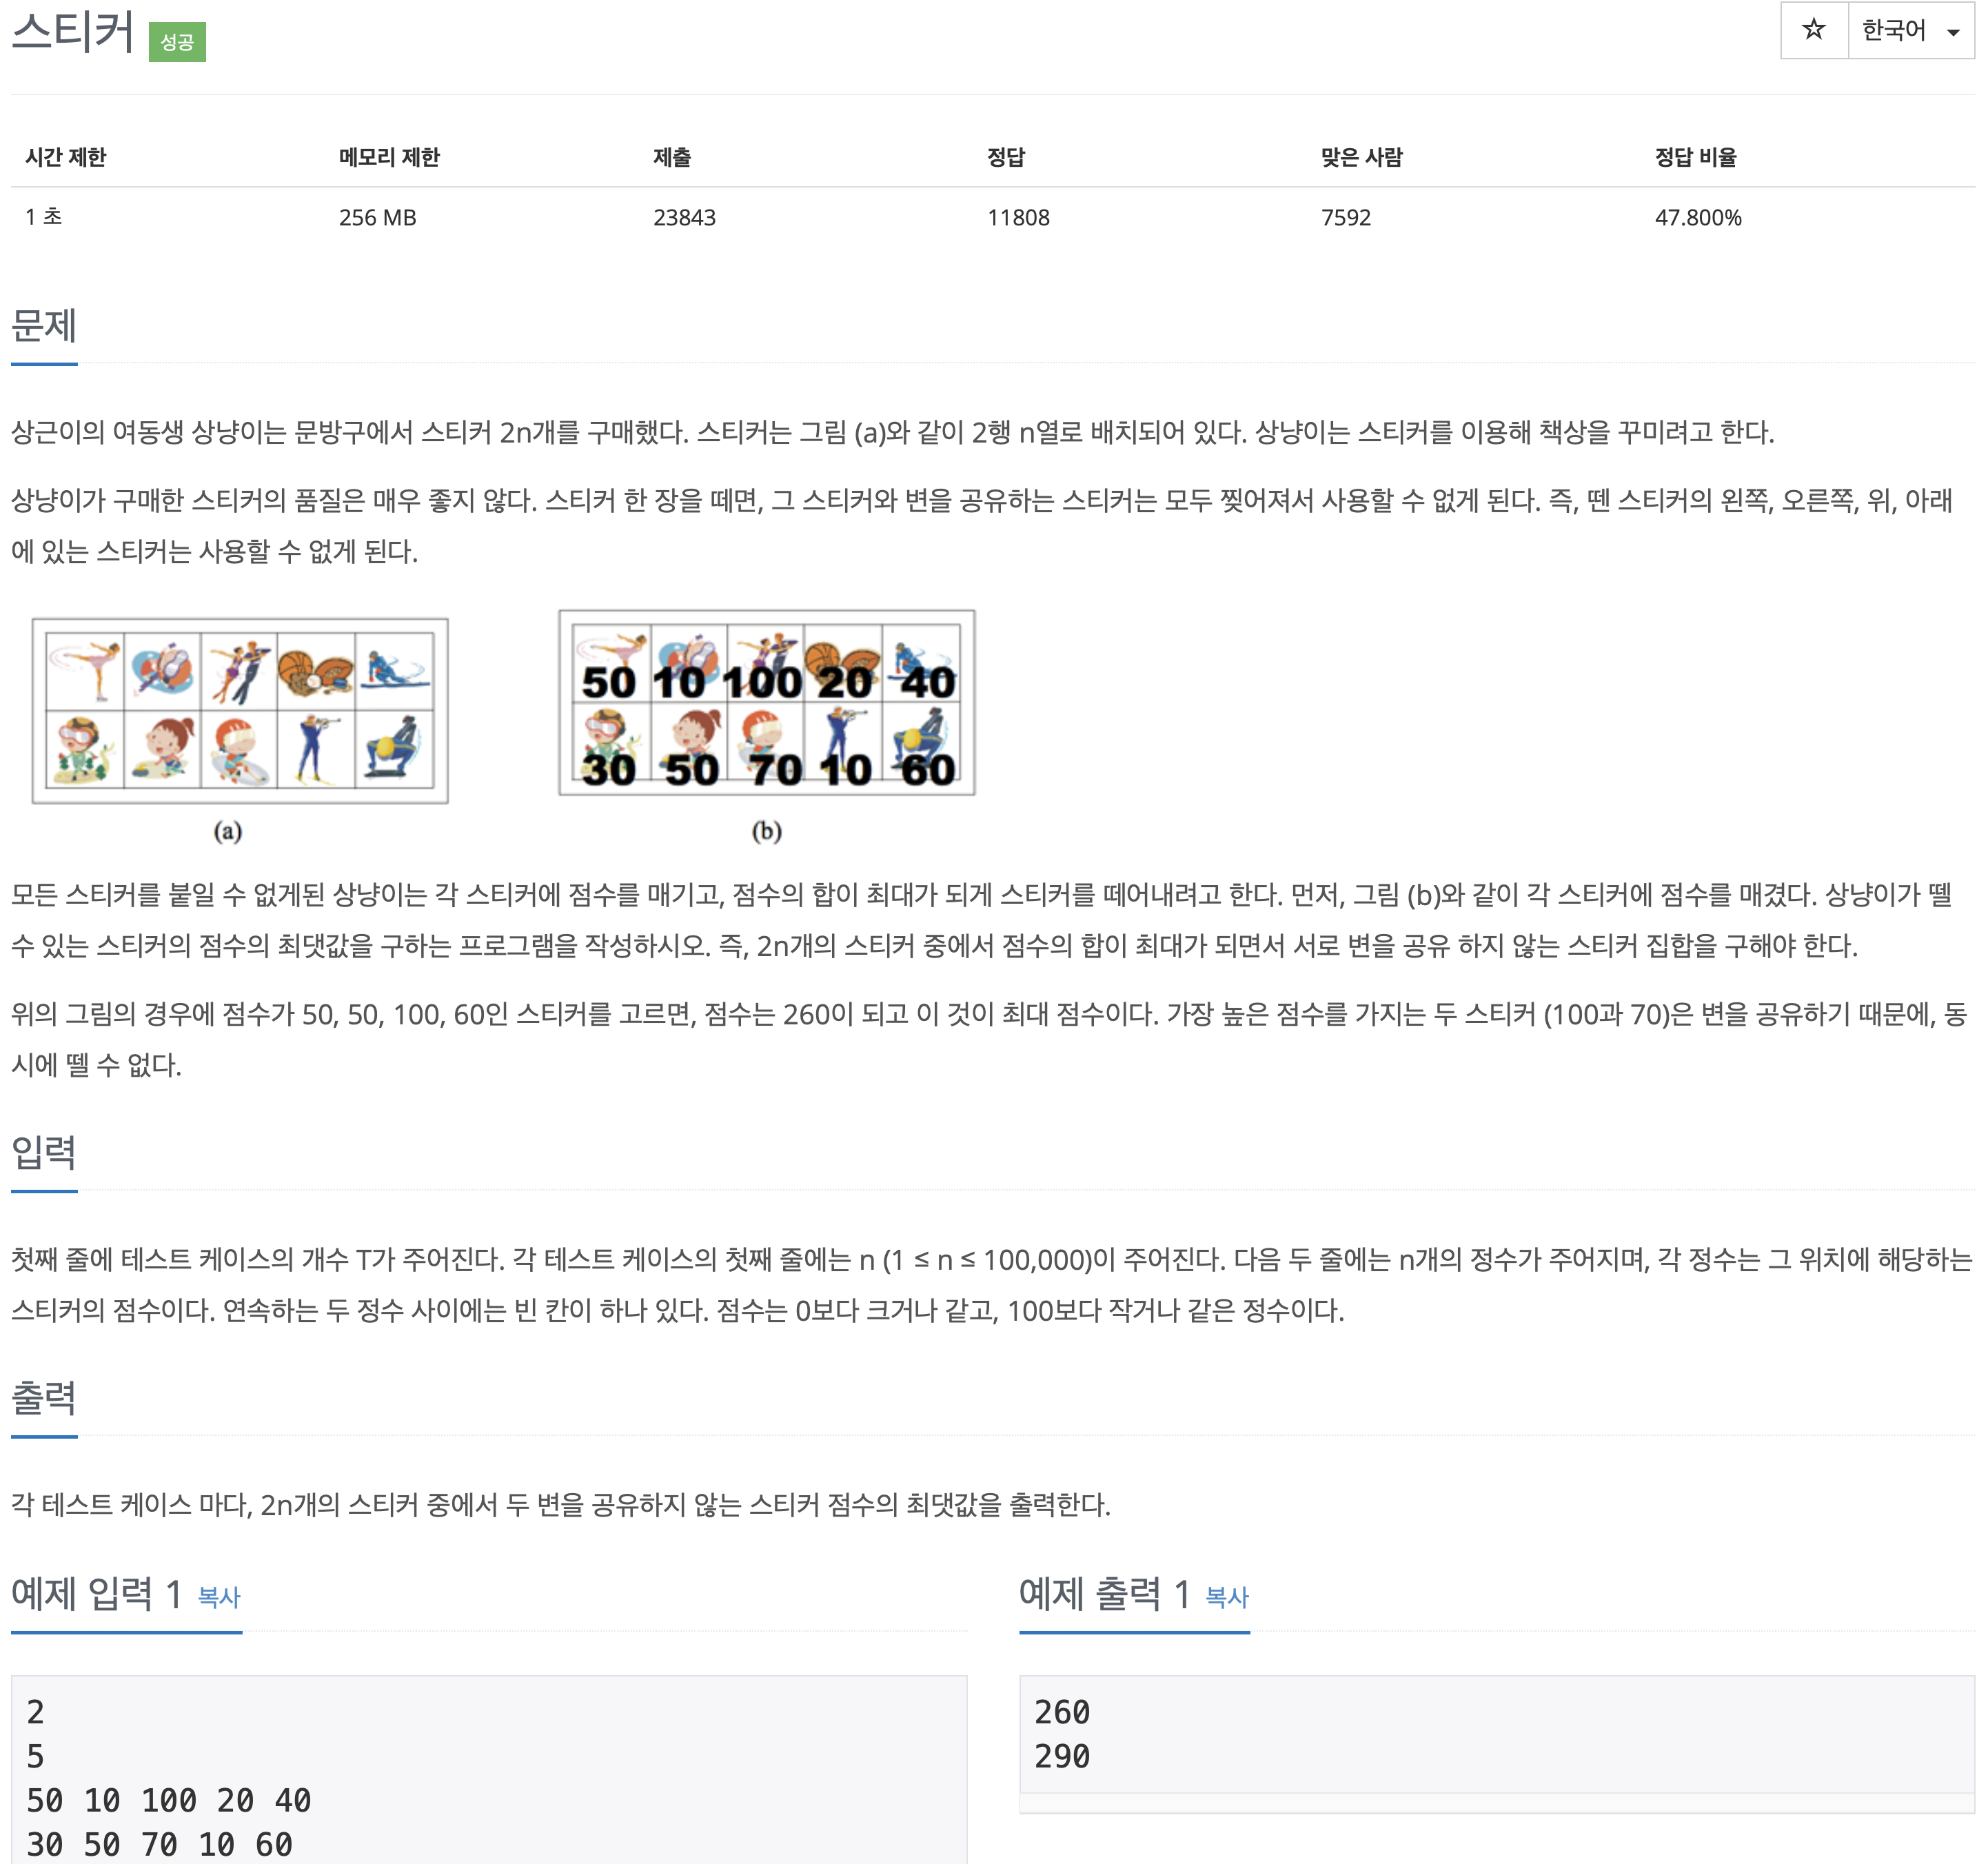 스티커 성공
☆ 한국어
시간 제한 메모리 제한 제출 정답 맞은 사람 정답 비율
1 초 256 MB 23843 11808 7592 47.800%
문제
상근이의 여동생 상냥이는 문방구에서 스티커 2n개를 구매했다. 스티커는 그림 (a)와 같이 2행 n열로 배치되어 있다. 상냥이는 스티커를 이용해 책상을 꾸미려고 한다.
상냥이가 구매한 스티커의 품질은 매우 좋지 않다. 스티커 한 장을 떼면, 그 스티커와 변을 공유하는 스티커는 모두 찢어져서 사용할 수 없게 된다. 즉, 뗀 스티커의 왼쪽, 오른쪽, 위, 아래
에 있는 스티커는 사용할 수 없게 된다.
50 10 100 20 40
30 50 70 10 60
(a) (b)
모든 스티커를 붙일 수 없게된 상냥이는 각 스티커에 점수를 매기고, 점수의 합이 최대가 되게 스티커를 떼어내려고 한다. 먼저, 그림 (b)와 같이 각 스티커에 점수를 매겼다. 상냥이가 뗄
수 있는 스티커의 점수의 최댓값을 구하는 프로그램을 작성하시오. 즉, 2n개의 스티커 중에서 점수의 합이 최대가 되면서 서로 변을 공유 하지 않는 스티커 집합을 구해야 한다.
위의 그림의 경우에 점수가 50, 50, 100, 60인 스티커를 고르면, 점수는 260이 되고 이 것이 최대 점수이다. 가장 높은 점수를 가지는 두 스티커 (100과 70)은 변을 공유하기 때문에, 동
시에 뗄 수 없다.
입력
첫째 줄에 테스트 케이스의 개수 T가 주어진다. 각 테스트 케이스의 첫째 줄에는 n (1 ≤ n ≤ 100,000)이 주어진다. 다음 두 줄에는 n개의 정수가 주어지며, 각 정수는 그 위치에 해당하는
스티커의 점수이다. 연속하는 두 정수 사이에는 빈 칸이 하나 있다. 점수는 0보다 크거나 같고, 100보다 작거나 같은 정수이다.
출력
각 테스트 케이스 마다, 2n개의 스티커 중에서 두 변을 공유하지 않는 스티커 점수의 최댓값을 출력한다.
예제 입력 1 복사
2
5
50 10 100 20 40
30 50 70 10 60
예제 출력 1 복사
260
290